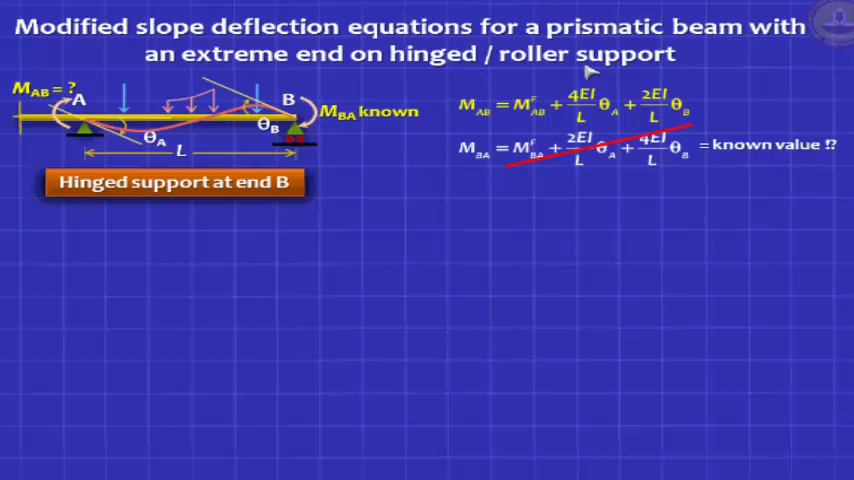 Modified slope deflection equations for a prismatic beam with
an extreme end on hinged / roller support
M_AB = ?
A
B
M_BA known
θ_A
θ_B
L
Hinged support at end B
M_AB = M^F_AB + 4EI/L θ_A + 2EI/L θ_B
M_BA = M^F_BA + 2EI/L θ_A + 4EI/L θ_B = known value !?